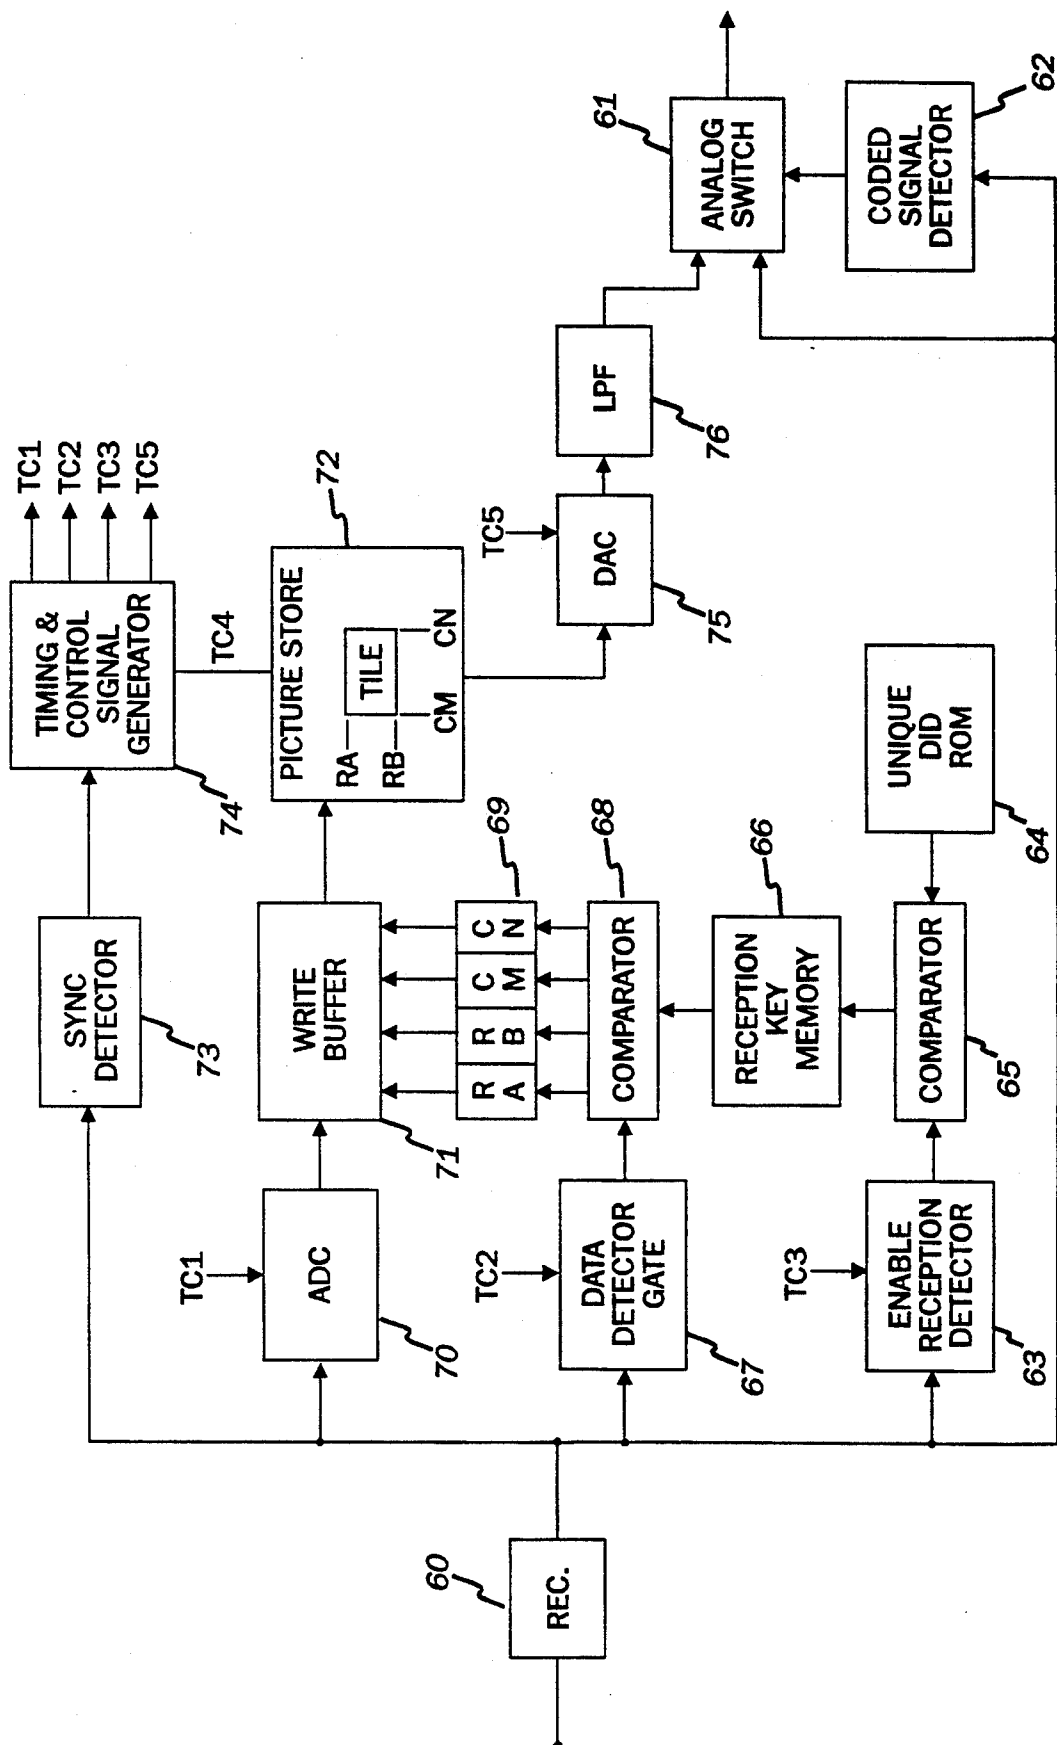 TC1
TC2
TC3
TC5
TIMING &
CONTROL
SIGNAL
GENERATOR
74
TC4
SYNC
DETECTOR
73
PICTURE STORE
72
RA
RB
TILE
CM
CN
WRITE
BUFFER
71
TC1
ADC
70
R
A
R
B
C
M
C
N
69
COMPARATOR
68
TC2
DATA
DETECTOR
GATE
67
RECEPTION
KEY
MEMORY
66
COMPARATOR
65
UNIQUE
DID
ROM
64
TC3
ENABLE
RECEPTION
DETECTOR
63
REC.
60
TC5
DAC
75
LPF
76
ANALOG
SWITCH
61
CODED
SIGNAL
DETECTOR
62